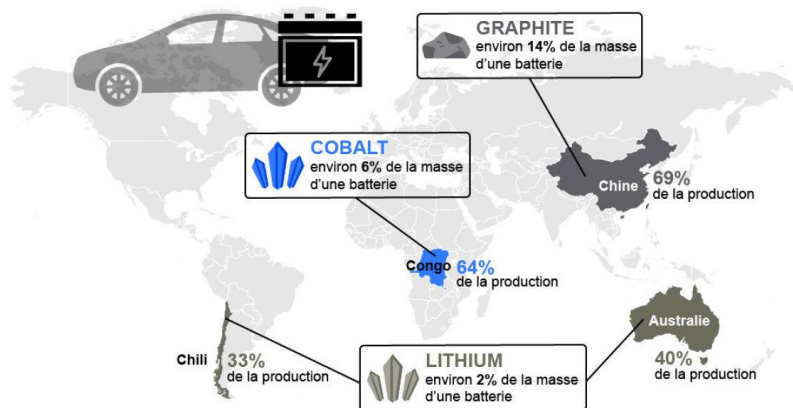 GRAPHITE
environ 14% de la masse
d'une batterie
COBALT
environ 6% de la masse
d'une batterie
Chine
69%
de la production
Congo
64%
de la production
Australie
40%
de la production
Chili
33%
de la production
LITHIUM
environ 2% de la masse
d'une batterie